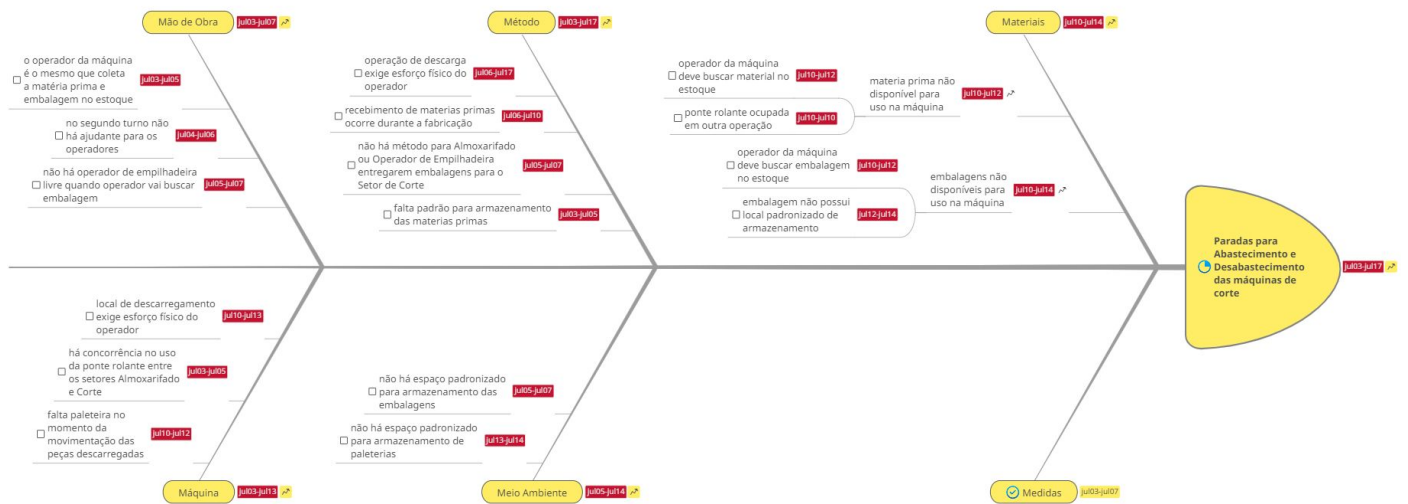 Mão de Obra jul03-jul07
o operador da máquina
é o mesmo que coleta
a matéria prima e
embalagem no estoque
jul03-jul05
no segundo turno não
há ajudante para os
operadores
jul04-jul06
não há operador de empilhadeira
livre quando operador vai buscar
embalagem
jul05-jul07
Método jul03-jul17
operação de descarga
exige esforço físico do
operador
jul06-jul17
recebimento de materias primas
ocorre durante a fabricação
jul06-jul10
não há método para Almoxarifado
ou Operador de Empilhadeira
entregarem embalagens para o
Setor de Corte
jul05-jul07
falta padrão para armazenamento
das materias primas
jul03-jul05
Materiais jul10-jul14
operador da máquina
deve buscar material no
estoque
jul10-jul12
ponte rolante ocupada
em outra operação
jul10-jul10
materia prima não
disponível para
uso na máquina
jul10-jul12
operador da máquina
deve buscar embalagem
no estoque
jul10-jul12
embalagem não possui
local padronizado de
armazenamento
jul12-jul14
embalagens não
disponíveis para
uso na máquina
jul10-jul14
Paradas para
Abastecimento e
Desabastecimento
das máquinas de
corte
jul03-jul17
local de descarregamento
exige esforço físico do
operador
jul10-jul13
há concorrência no uso
da ponte rolante entre
os setores Almoxarifado
e Corte
jul03-jul05
falta paleteira no
momento da
movimentação das
peças descarregadas
jul10-jul12
Máquina jul03-jul13
não há espaço padronizado
para armazenamento das
embalagens
jul05-jul07
não há espaço padronizado
para armazenamento de
paleterias
jul13-jul14
Meio Ambiente jul05-jul14
Medidas jul03-jul07